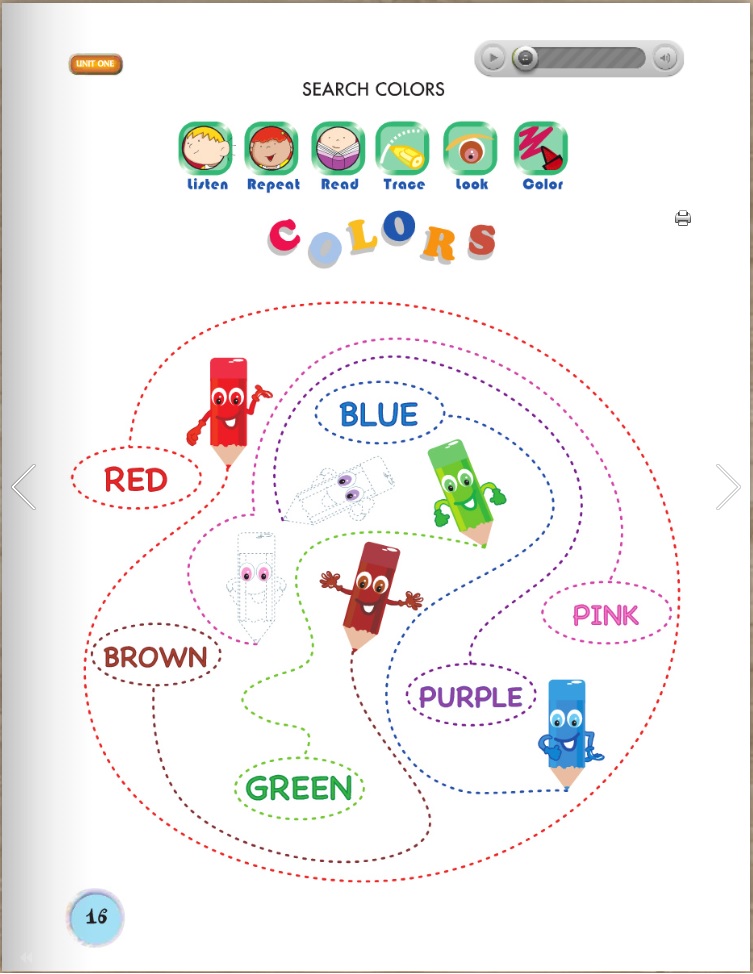 UNIT ONE
SEARCH COLORS
Listen Repeat Read Trace Look Color
COLORS
BLUE
RED
PINK
BROWN
PURPLE
GREEN
16